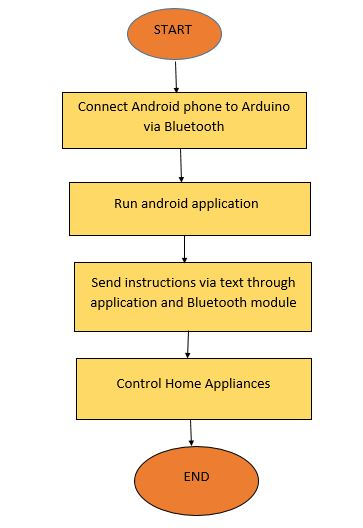 START
Connect Android phone to Arduino
via Bluetooth
Run android application
Send instructions via text through
application and Bluetooth module
Control Home Appliances
END